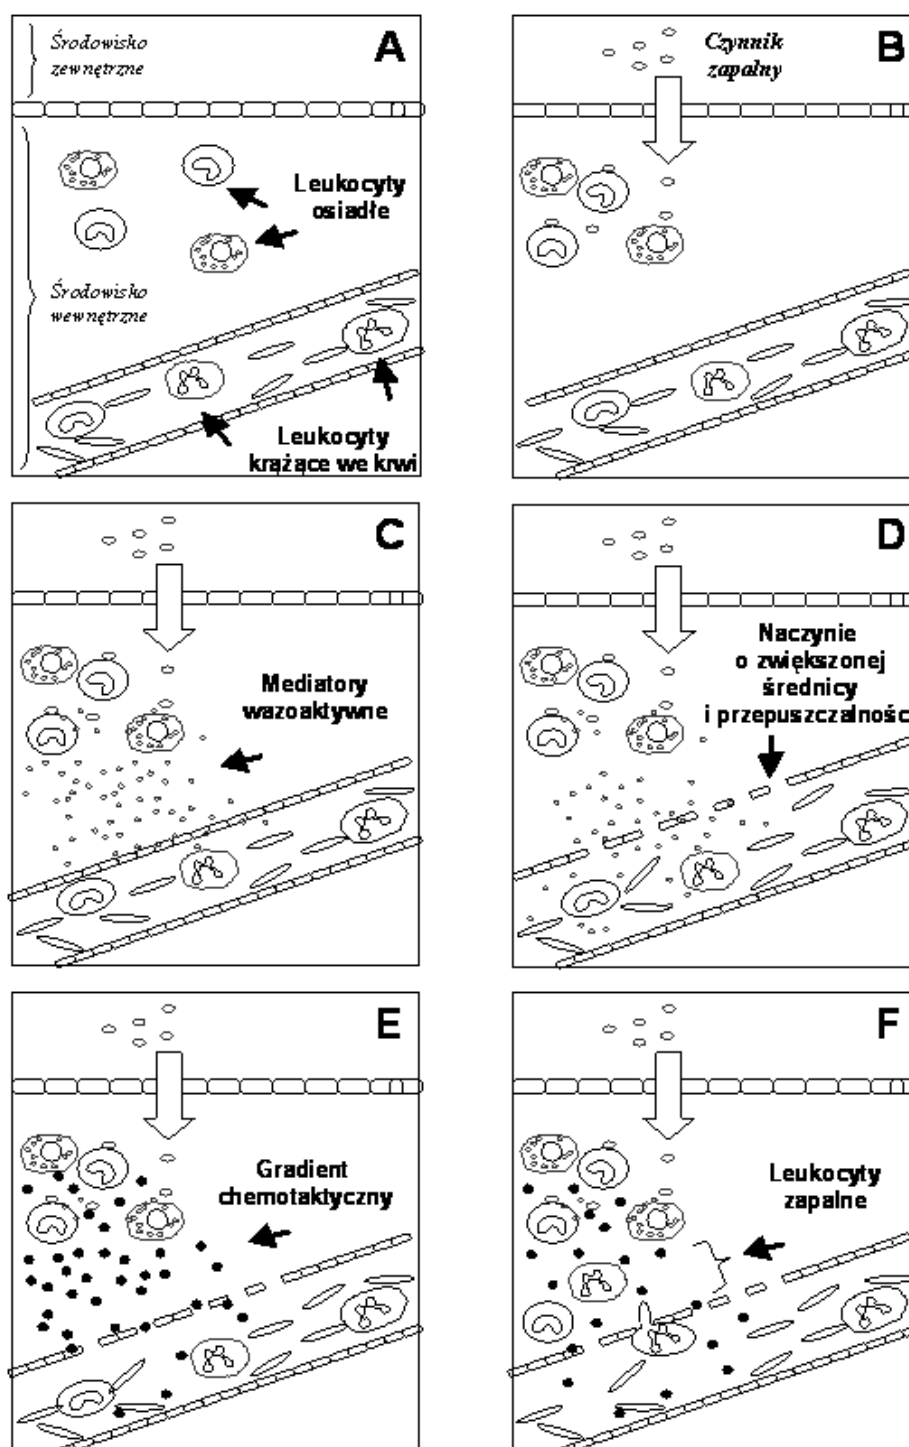 Środowisko
zewnętrzne
A
Leukocyty
osiadłe
Środowisko
wewnętrzne
Leukocyty
krążące we krwi
Czynnik
zapalny
B
C
Mediatory
wazoaktywne
D
Naczynie
o zwiększonej
średnicy
i przepuszczalnośc
E
Gradient
chemotaktyczny
F
Leukocyty
zapalne